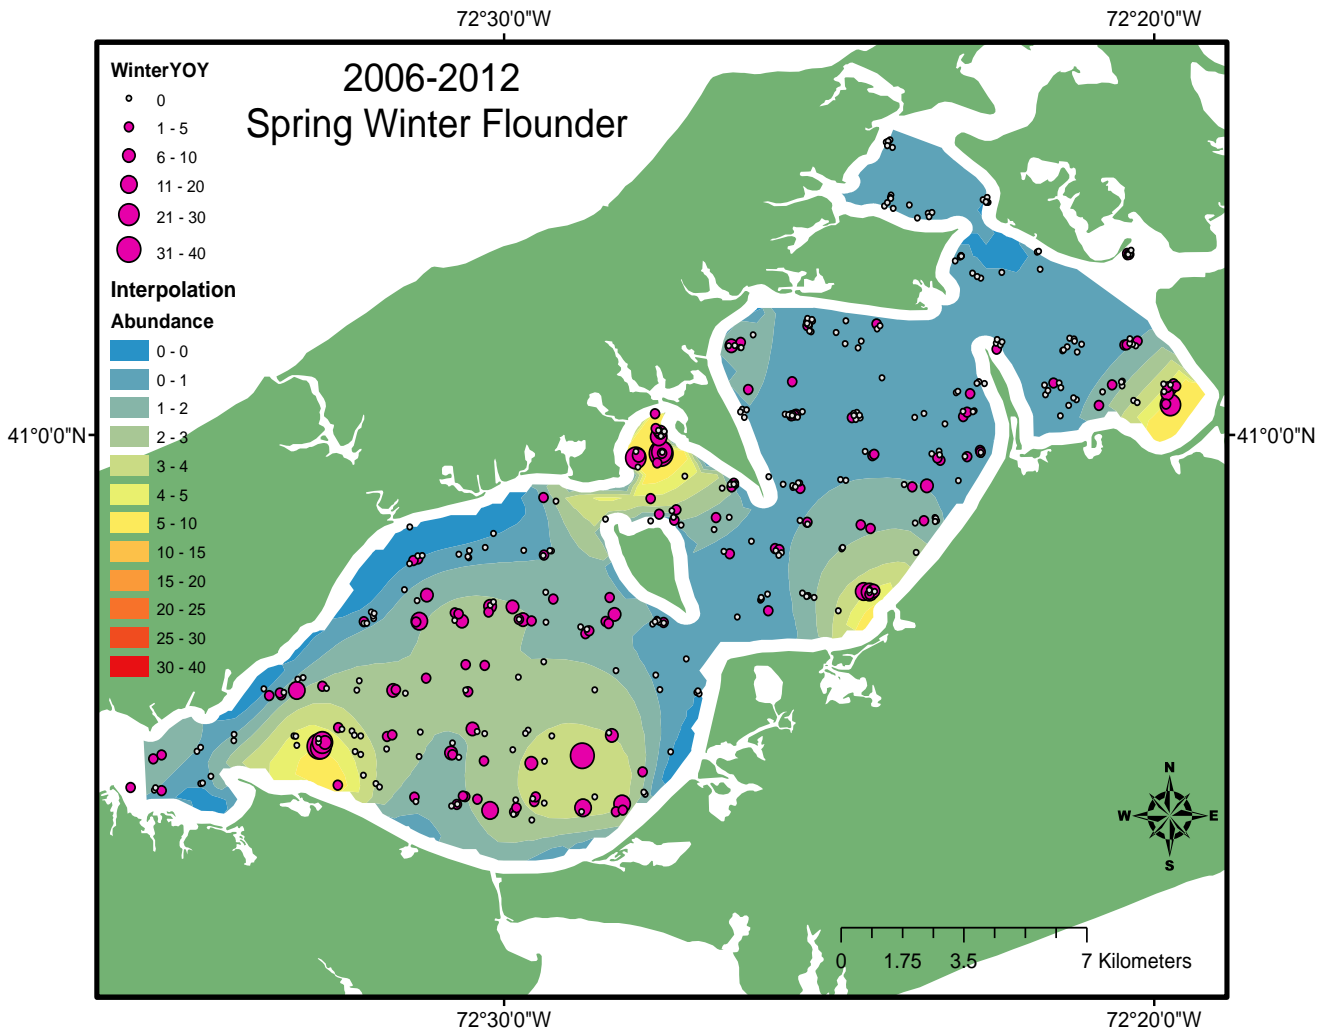 72°30'0"W
72°20'0"W
2006-2012
Spring Winter Flounder
WinterYOY
0
1 - 5
6 - 10
11 - 20
21 - 30
31 - 40
Interpolation
Abundance
0 - 0
0 - 1
1 - 2
2 - 3
3 - 4
4 - 5
5 - 10
10 - 15
15 - 20
20 - 25
25 - 30
30 - 40
41°0'0"N
41°0'0"N
N
W
E
S
0
1.75
3.5
7 Kilometers
72°30'0"W
72°20'0"W